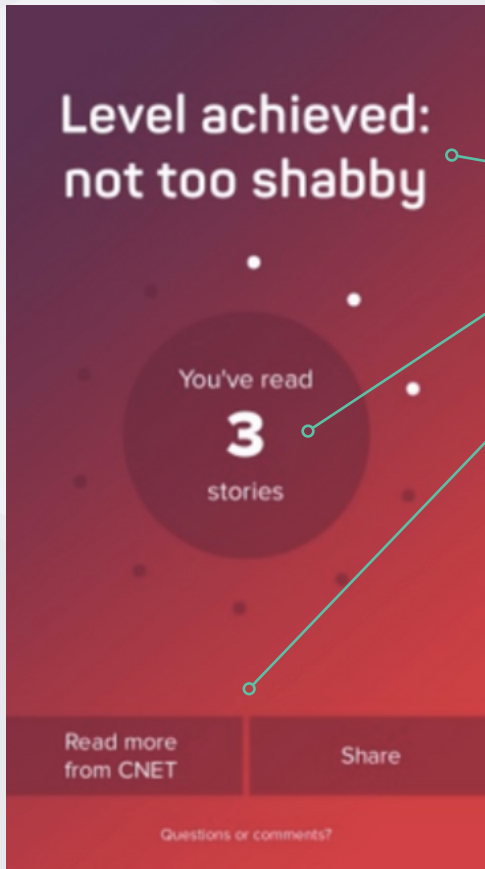 Level achieved:
not too shabby
You've read
3
stories
Read more
from CNET
Share
Questions or comments?